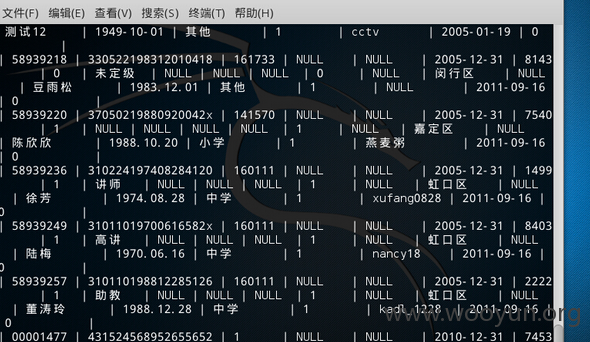 文件(F) 编辑(E) 查看(V) 搜索(S) 终端(T) 帮助(H)
测试12 | 1949-10-01 | 其他 | 1 | cctv | 2005-01-19 | 0
|
| 58939218 | 330522198312010418 | 161733 | NULL | NULL | 2005-12-31 | 8143
| 0 | 未定级 | NULL | NULL | NULL | 0 | NULL | 闵行区 | NULL
| 豆雨松 | 1983.12.01 | 其他 | 1 | NULL | 2011-09-16
| 0 |
| 58939220 | 37050219880920042x | 141570 | NULL | NULL | 2005-12-31 | 7540
| NULL | NULL | NULL | NULL | 1 | NULL | 嘉定区 | NULL |
陈欣欣 | 1988.10.20 | 小学 | 1 | 燕麦粥 | 2011-09-16
| 0 |
| 58939236 | 310224197408284120 | 160111 | NULL | NULL | 2005-12-31 | 1499
| 1 | 讲师 | NULL | NULL | NULL | 1 | NULL | 虹口区 | NULL
| 徐芳 | 1974.08.28 | 中学 | 1 | xufang0828 | 2011-09-16 |
0 |
| 58939249 | 31011019700616582x | 160111 | NULL | NULL | 2005-12-31 | 8403
| 1 | 高讲 | NULL | NULL | NULL | 1 | NULL | 虹口区 | NULL
| 陆梅 | 1970.06.16 | 中学 | 1 | nancy18 | 2011-09-16 |
0 |
| 58939257 | 310110198812285126 | 160111 | NULL | NULL | 2005-12-31 | 2222
| 1 | 助教 | NULL | NULL | NULL | 1 | NULL | 虹口区 | NULL
| 董涛玲 | 1988.12.28 | 中学 | 1 | kadl_1228 | 2011-09-16 |
0 |
| 00001477 | 431524568952655652 | 1 | NULL | NULL | 2010-12-31 | 7453
www.wooyun.org